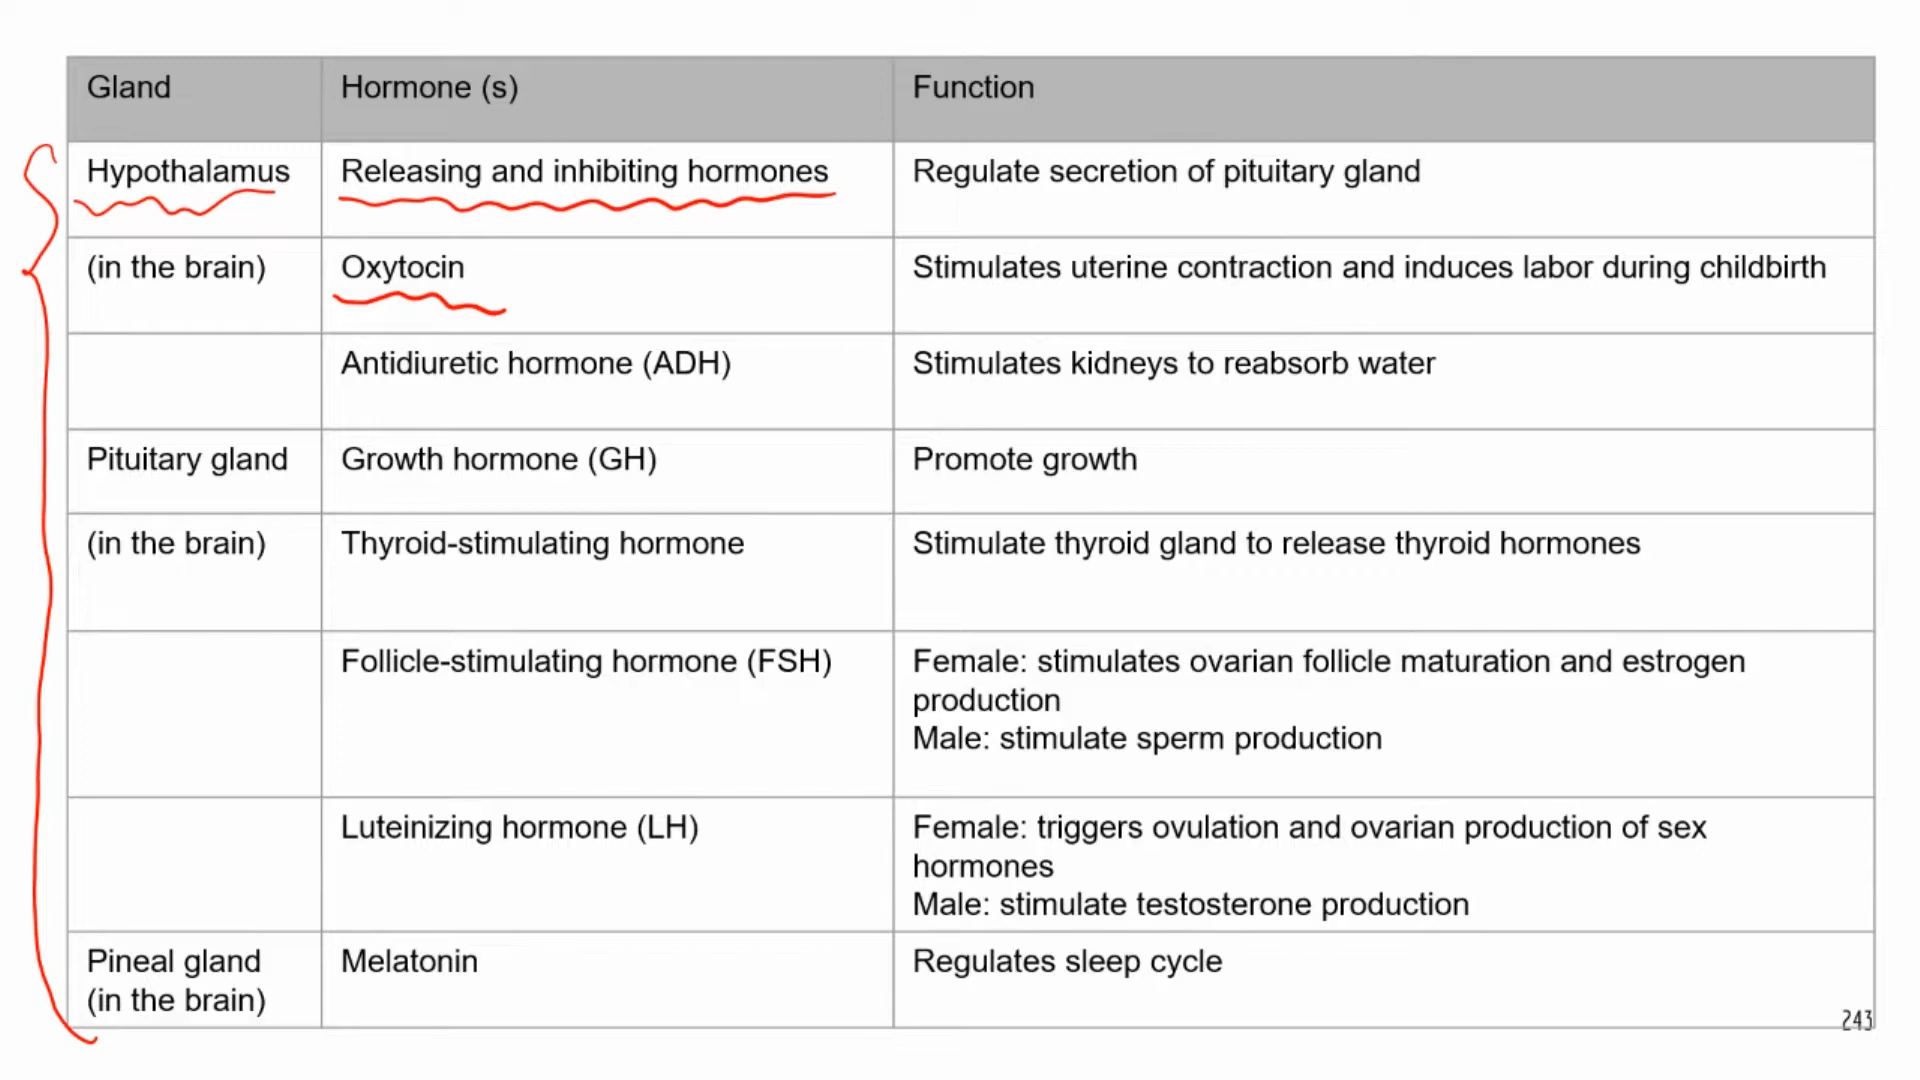 Gland Hormone (s) Function
Hypothalamus Releasing and inhibiting hormones Regulate secretion of pituitary gland
(in the brain) Oxytocin Stimulates uterine contraction and induces labor during childbirth
Antidiuretic hormone (ADH) Stimulates kidneys to reabsorb water
Pituitary gland Growth hormone (GH) Promote growth
(in the brain) Thyroid-stimulating hormone Stimulate thyroid gland to release thyroid hormones
Follicle-stimulating hormone (FSH) Female: stimulates ovarian follicle maturation and estrogen
production
Male: stimulate sperm production
Luteinizing hormone (LH) Female: triggers ovulation and ovarian production of sex
hormones
Male: stimulate testosterone production
Pineal gland Melatonin Regulates sleep cycle
(in the brain)
243